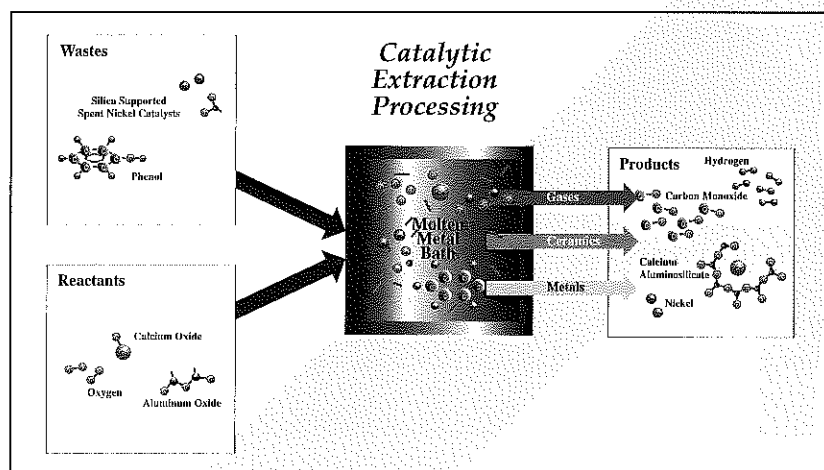 Catalytic
Extraction
Processing
Wastes
Silica Supported
Spent Nickel Catalysts
Phenol
Reactants
Calcium Oxide
Oxygen
Aluminum Oxide
Molten
Metal
Bath
Gases
Ceramics
Metals
Products
Hydrogen
Carbon Monoxide
Calcium
Aluminosilicate
Nickel